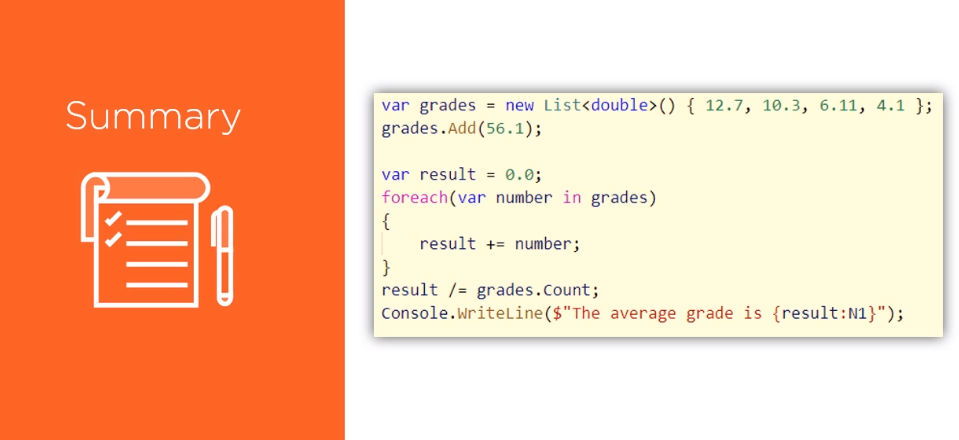 Summary
var grades = new List<double>() { 12.7, 10.3, 6.11, 4.1 };
grades.Add(56.1);
var result = 0.0;
foreach(var number in grades)
{
    result += number;
}
result /= grades.Count;
Console.WriteLine($"The average grade is {result:N1}");